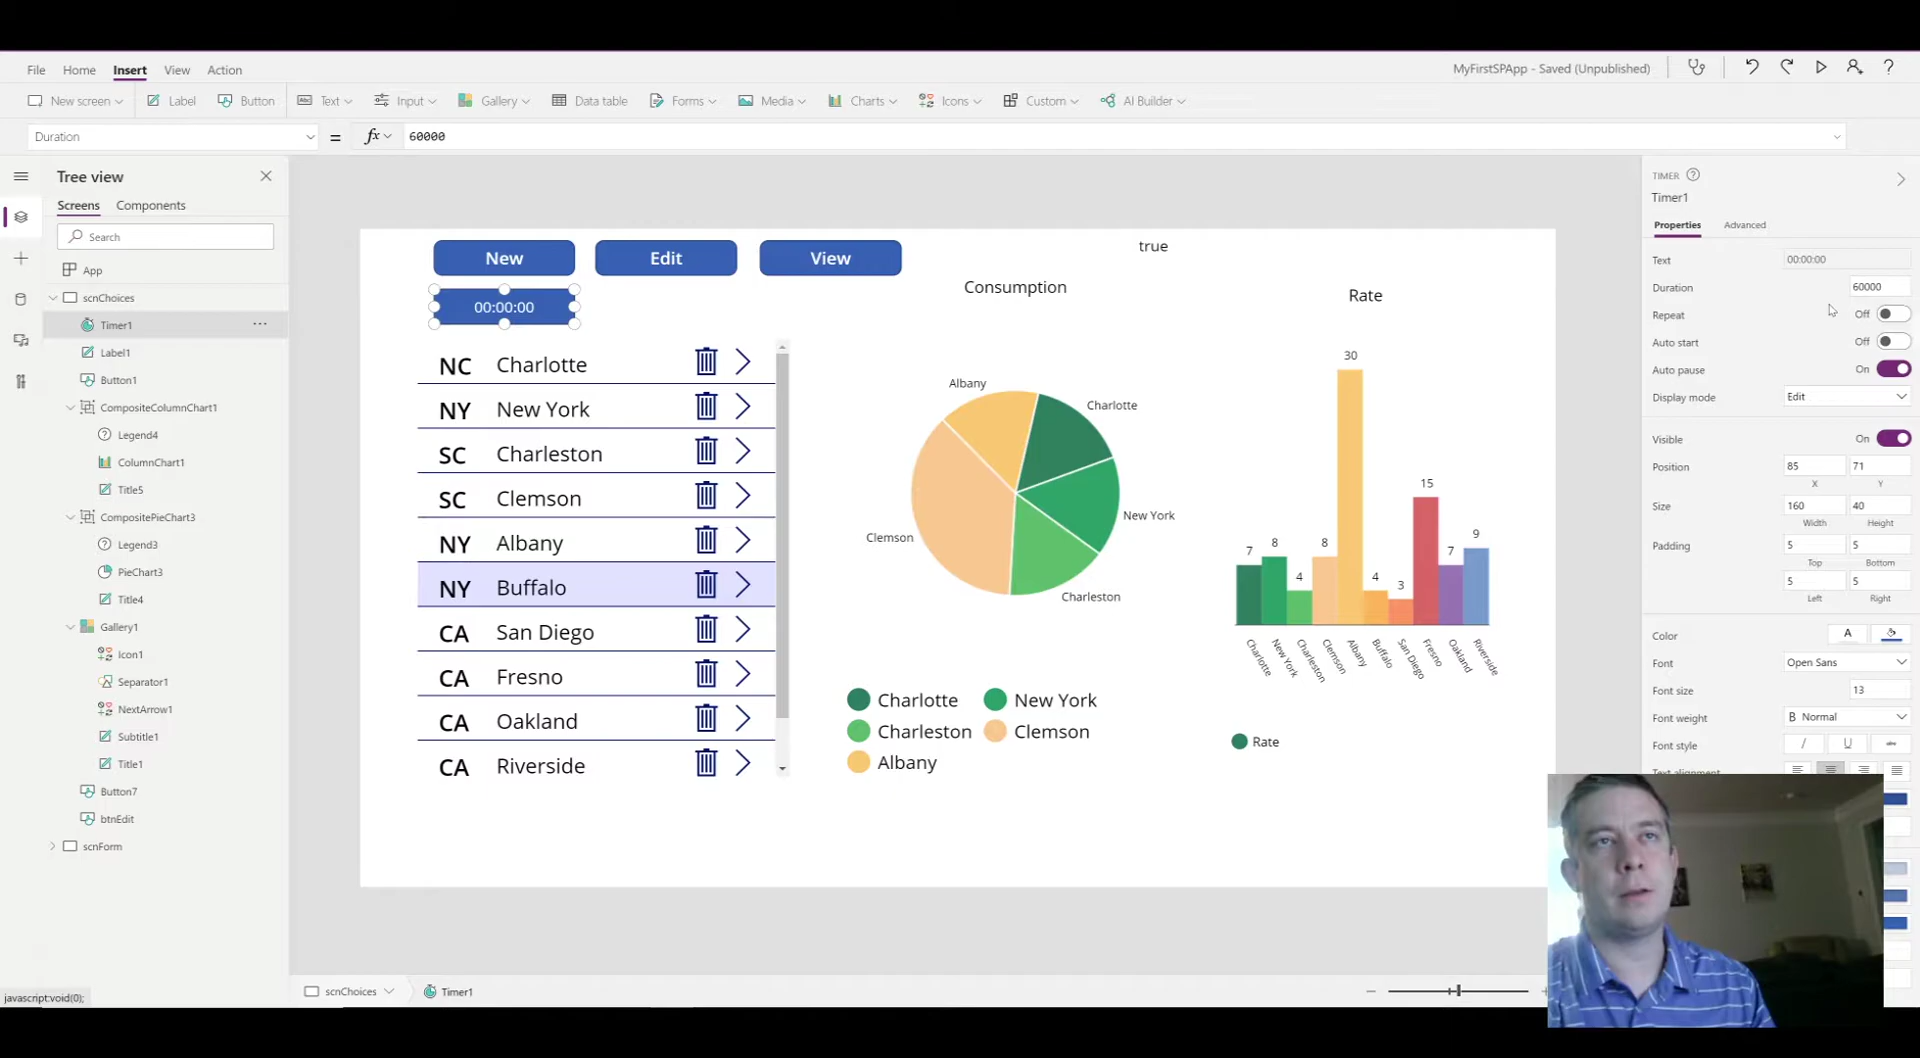 File Home Insert View Action
MyFirstSPApp - Saved (Unpublished)
New screen Label Button Text Input Gallery Data table Forms Media Charts Icons Custom AI Builder
Duration = fx 60000
Tree view
Screens Components
Search
App
scnChoices
Timer1
Label1
Button1
CompositeColumnChart1
Legend4
ColumnChart1
Title5
CompositePieChart3
Legend3
PieChart3
Title4
Gallery1
Icon1
Separator1
NextArrow1
Subtitle1
Title1
Button7
btnEdit
scnForm
javascript:void(0);
New Edit View
00:00:00
true
NC Charlotte
NY New York
SC Charleston
SC Clemson
NY Albany
NY Buffalo
CA San Diego
CA Fresno
CA Oakland
CA Riverside
Consumption
Albany
Charlotte
New York
Clemson
Charleston
Charlotte New York
Charleston Clemson
Albany
Rate
30
15
9
7 8 4 8 4 3 7
Charlotte New York Charleston Clemson Albany Buffalo San Diego Fresno Oakland Riverside
Rate
scnChoices Timer1
TIMER
Timer1
Properties Advanced
Text 00:00:00
Duration 60000
Repeat Off
Auto start Off
Auto pause On
Display mode Edit
Visible On
Position 85 71
X Y
Size 160 40
Width Height
Padding 5 5
Top Bottom
5 5
Left Right
Color A
Font Open Sans
Font size 13
Font weight B Normal
Font style / U abc
Text alignment